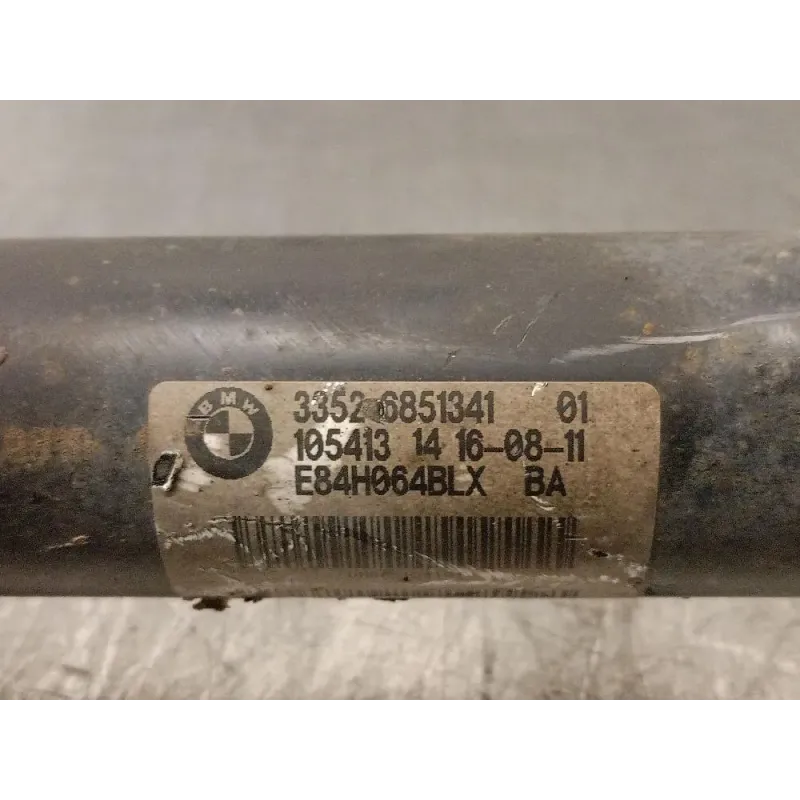 BMW
3352 6851341 01
105413 14 16-08-11
E84H064BLX BA